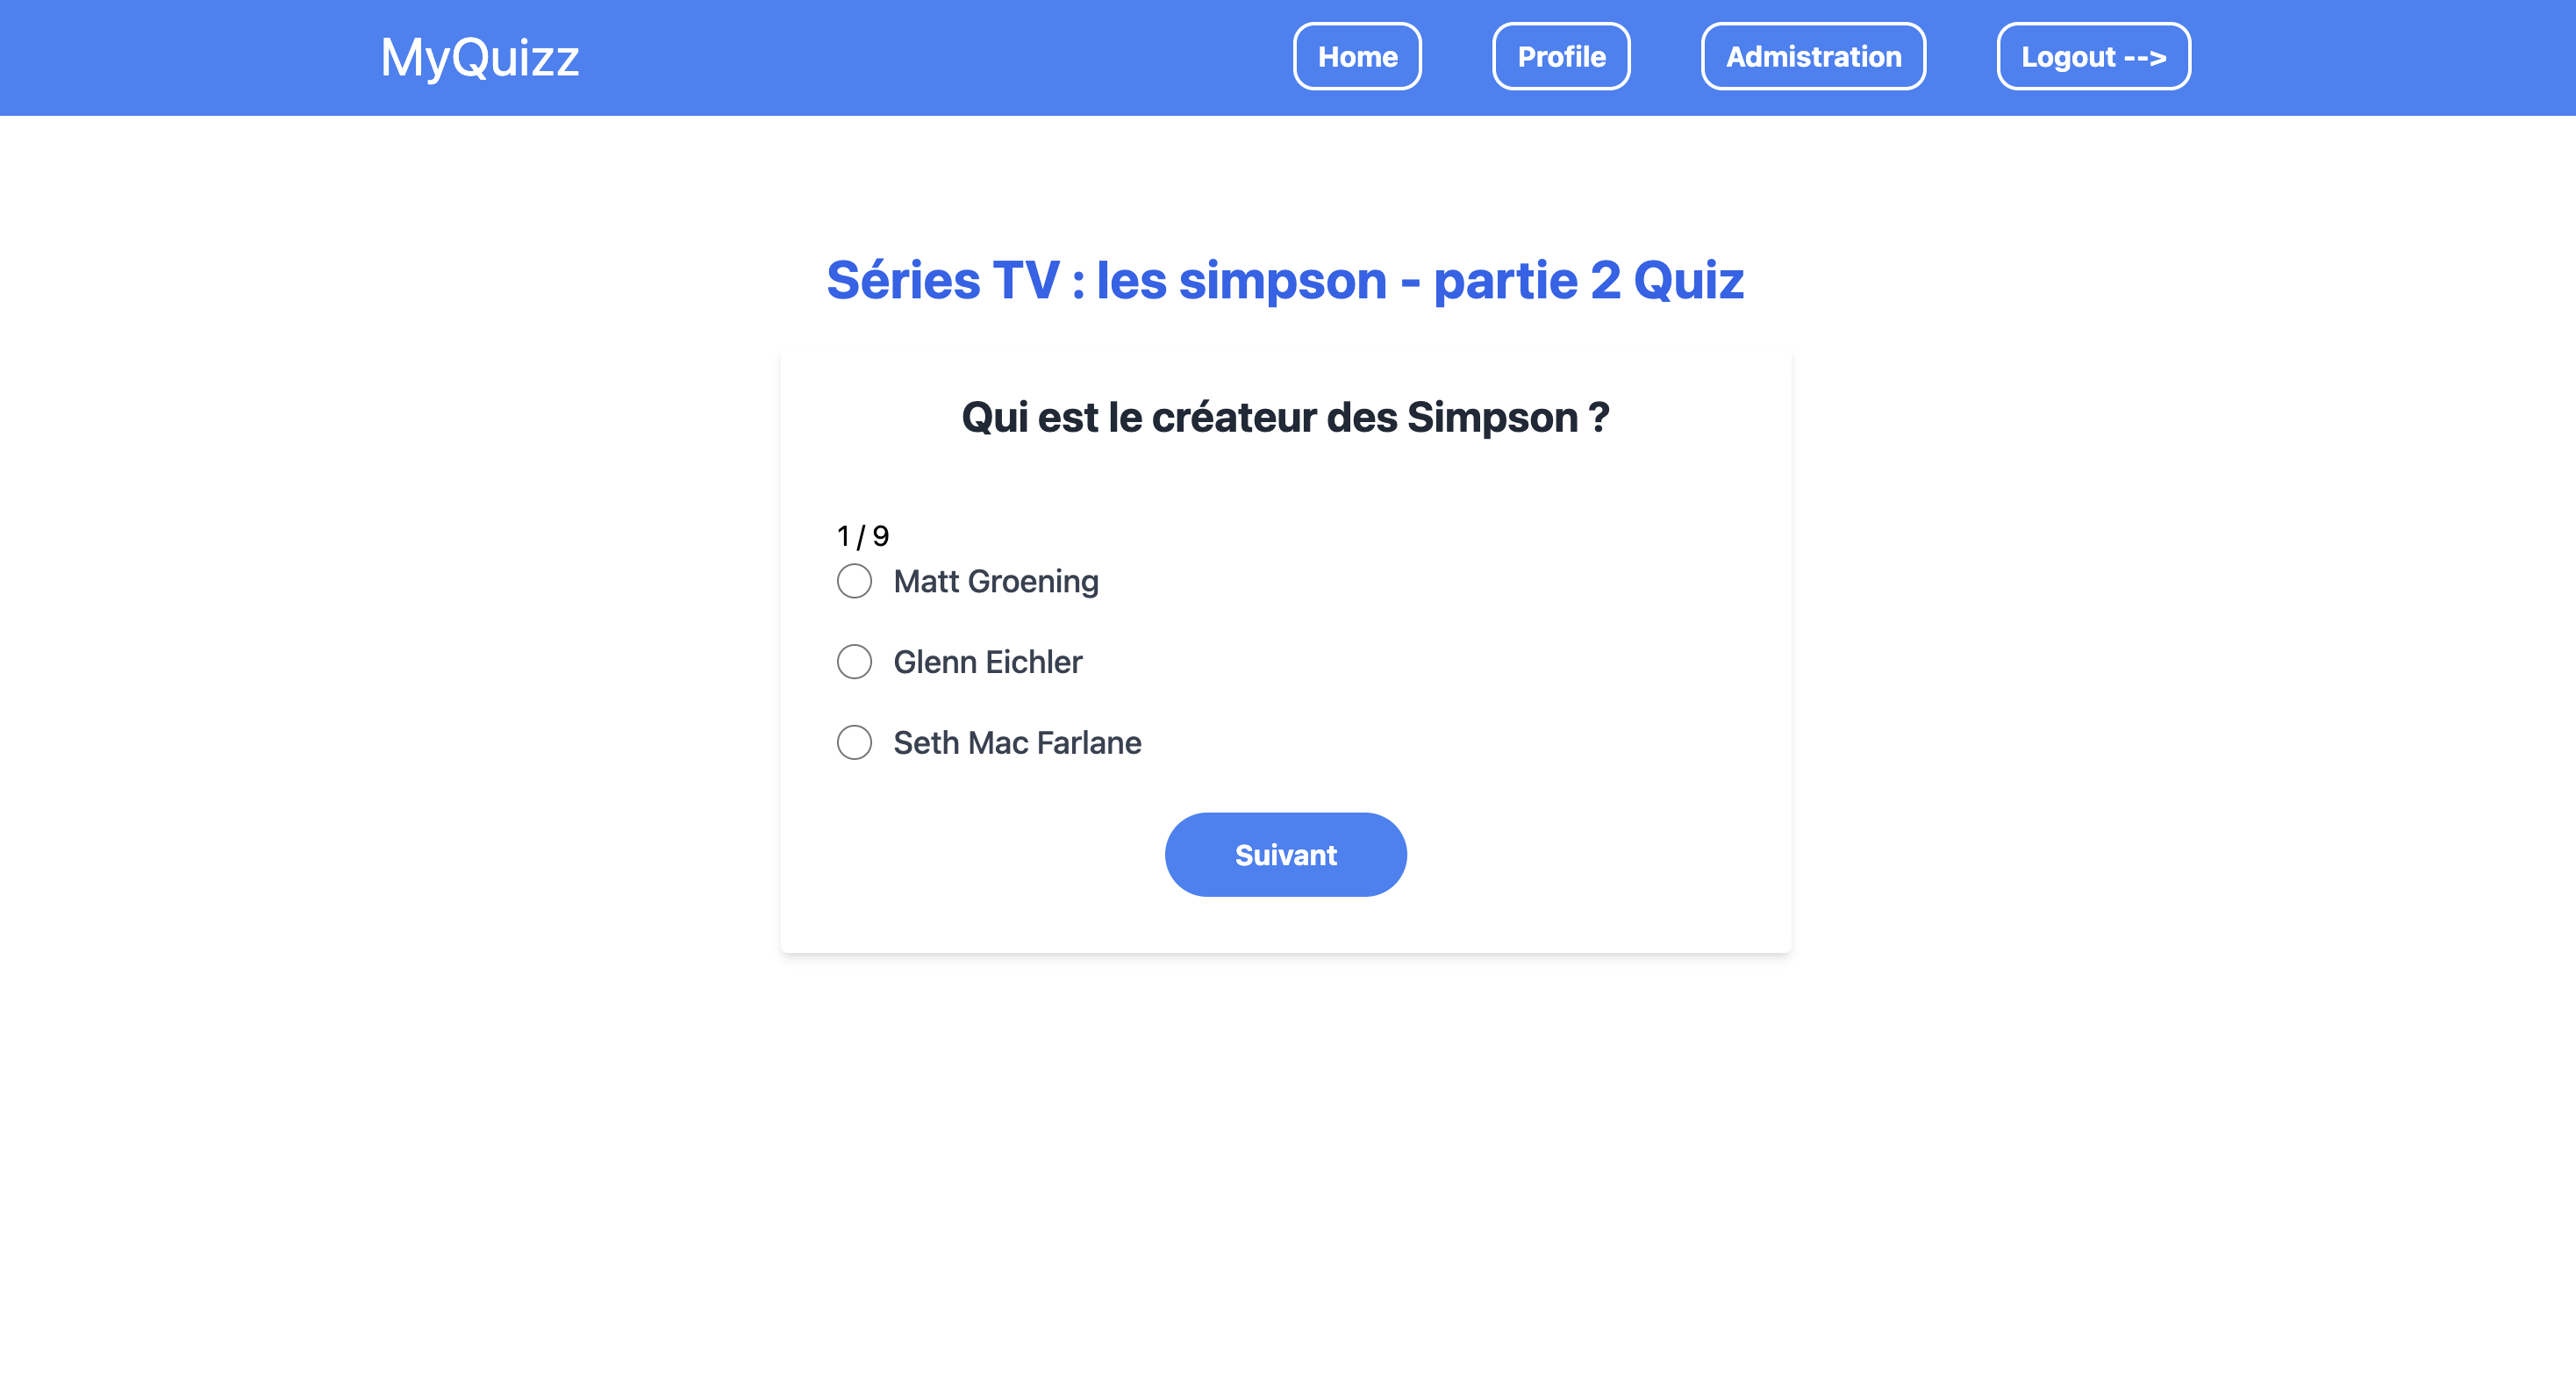 MyQuizz
Home
Profile
Admistration
Logout -->
Séries TV : les simpson - partie 2 Quiz
Qui est le créateur des Simpson ?
1 / 9
Matt Groening
Glenn Eichler
Seth Mac Farlane
Suivant